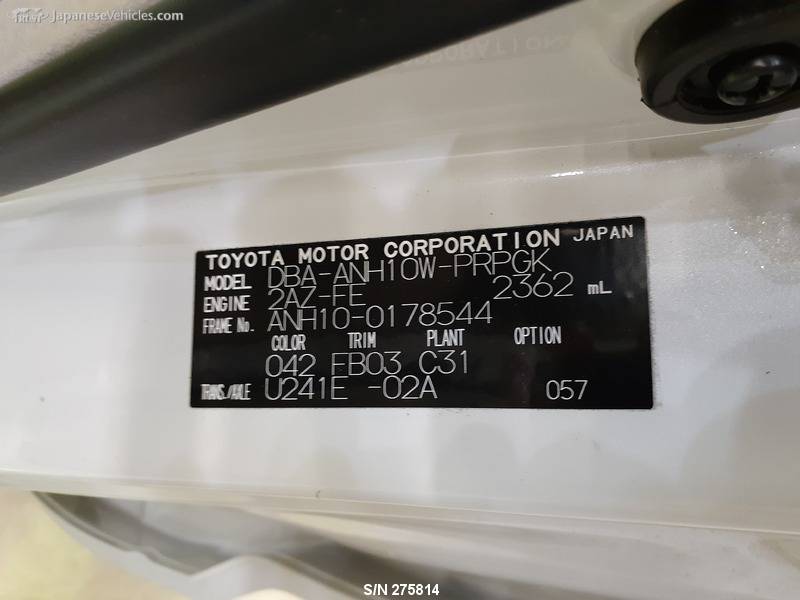 JapaneseVehicles.com
CORPORATION
TOYOTA MOTOR CORPORATION JAPAN
MODEL DBA-ANH10W-PRPGK
ENGINE 2AZ-FE 2362 mL
FRAME No. ANH10-0178544
COLOR TRIM PLANT OPTION
042 FB03 C31
TRANS./AXLE U241E -02A 057
S/N 275814